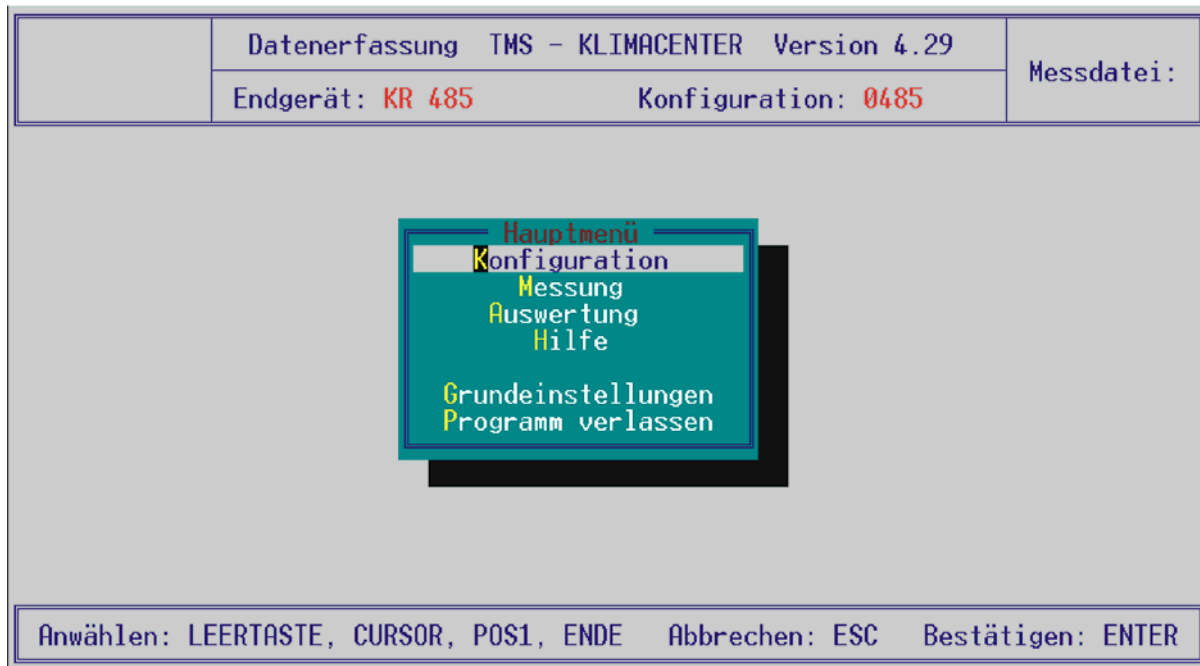 Datenerfassung TMS - KLIMACENTER Version 4.29
Messdatei:
Endgerät: KR 485 Konfiguration: 0485
Hauptmenü
Konfiguration
Messung
Auswertung
Hilfe
Grundeinstellungen
Programm verlassen
Anwählen: LEERTASTE, CURSOR, POS1, ENDE Abbrechen: ESC Bestätigen: ENTER